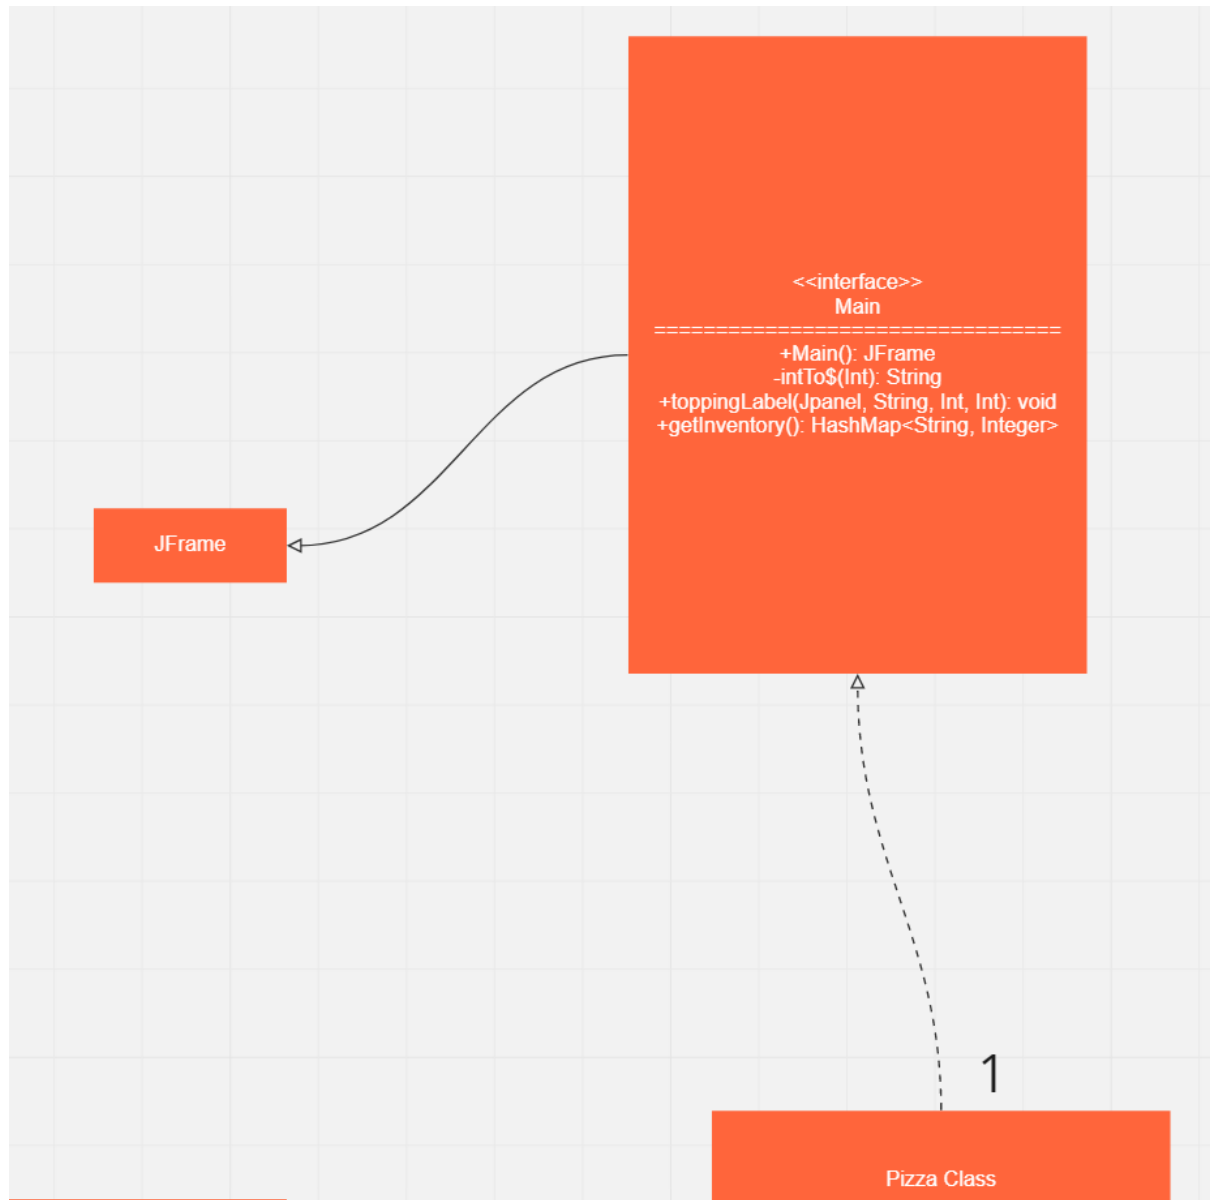 <<interface>>
Main
=================================
+Main(): JFrame
-intTo$(Int): String
+toppingLabel(Jpanel, String, Int, Int): void
+getInventory(): HashMap<String, Integer>
JFrame
1
Pizza Class